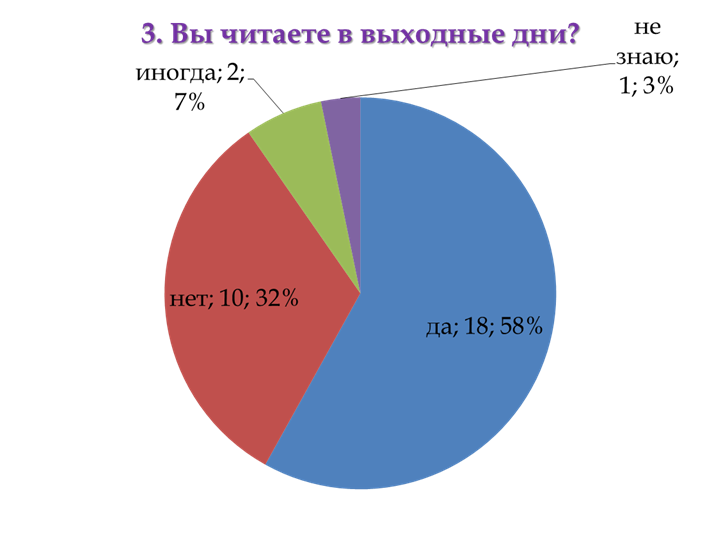 3. Вы читаете в выходные дни?
не
знаю;
1; 3%
иногда; 2;
7%
нет; 10; 32%
да; 18; 58%